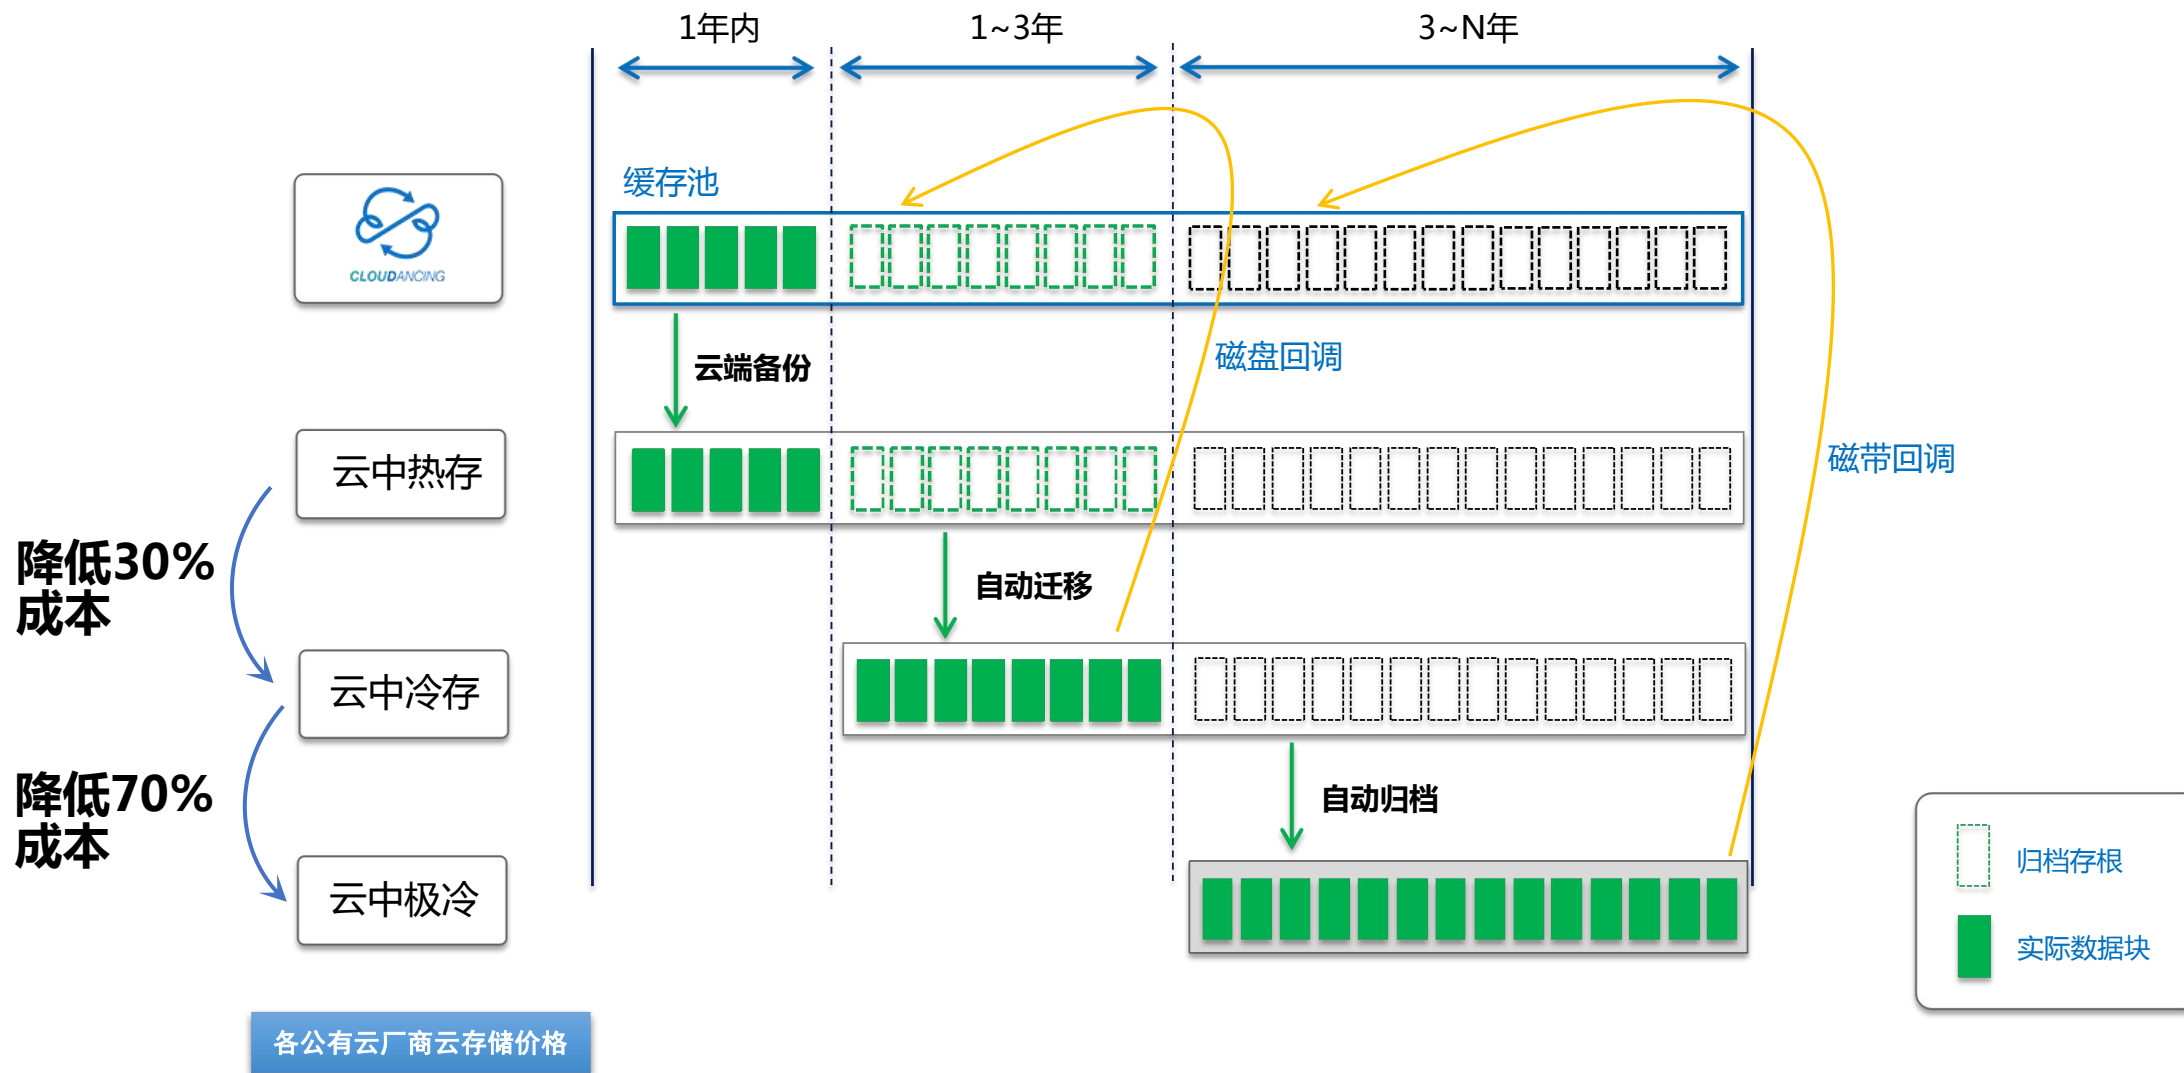 1年内
1~3年
3~N年
缓存池
CLOUDANCING
云端备份
磁盘回调
云中热存
磁带回调
降低30%
成本
自动迁移
云中冷存
降低70%
成本
自动归档
云中极冷
归档存根
实际数据块
各公有云厂商云存储价格